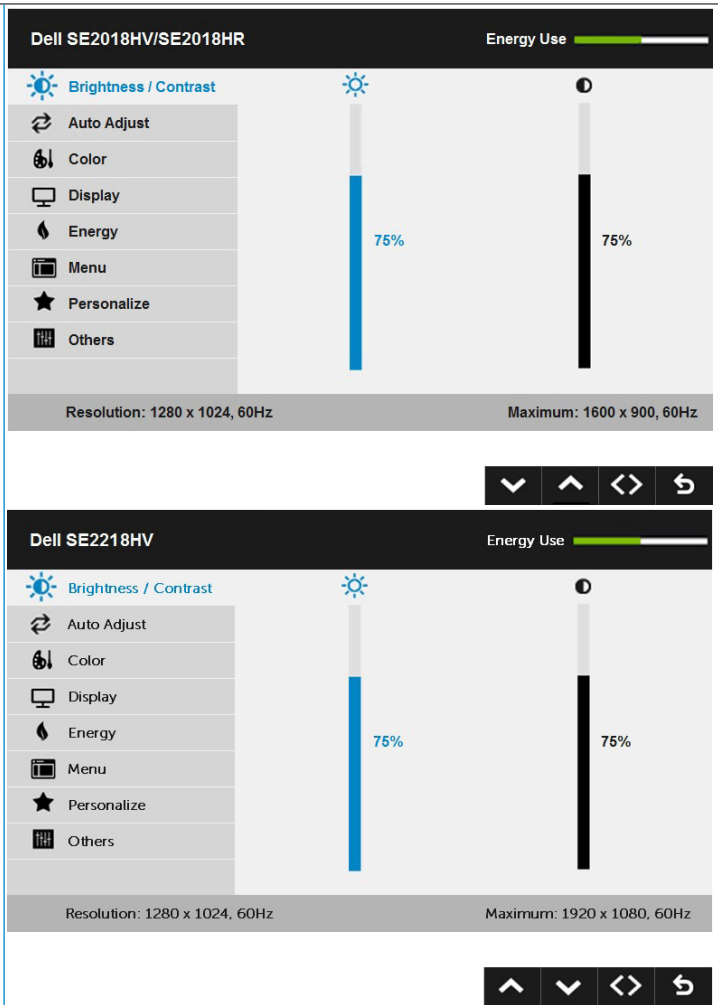 Dell SE2018HV/SE2018HR Energy Use
Brightness / Contrast
Auto Adjust
Color
Display
Energy
75% 75%
Menu
Personalize
Others
Resolution: 1280 x 1024, 60Hz Maximum: 1600 x 900, 60Hz
Dell SE2218HV Energy Use
Brightness / Contrast
Auto Adjust
Color
Display
Energy
75% 75%
Menu
Personalize
Others
Resolution: 1280 x 1024, 60Hz Maximum: 1920 x 1080, 60Hz